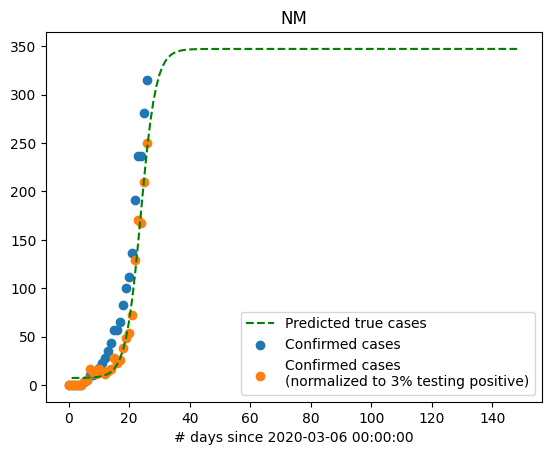 NM
350
300
250
200
150
100
50
0
Predicted true cases
Confirmed cases
Confirmed cases
(normalized to 3% testing positive)
0 20 40 60 80 100 120 140
# days since 2020-03-06 00:00:00